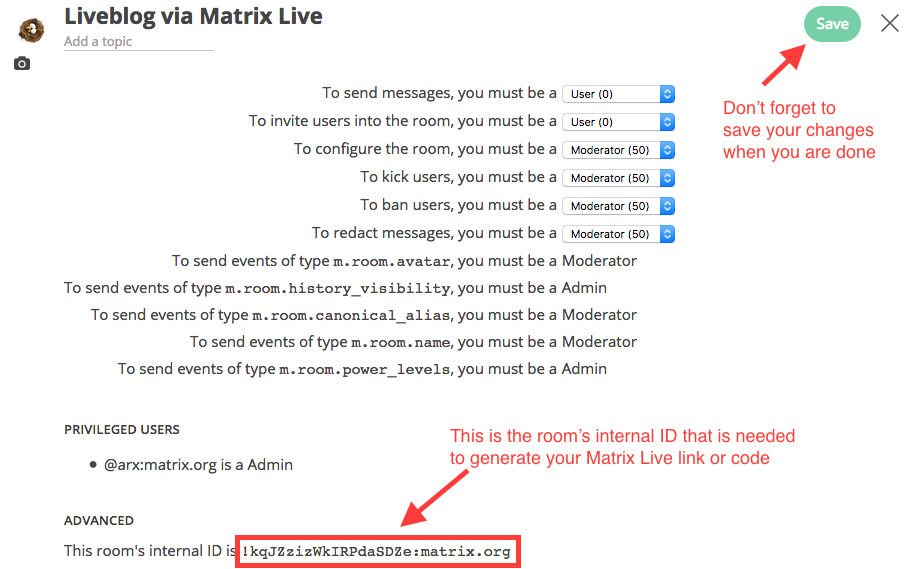 Liveblog via Matrix Live
Save
Add a topic
Don't forget to
save your changes
when you are done
To send messages, you must be a User (0)
To invite users into the room, you must be a User (0)
To configure the room, you must be a Moderator (50)
To kick users, you must be a Moderator (50)
To ban users, you must be a Moderator (50)
To redact messages, you must be a Moderator (50)
To send events of type m.room.avatar, you must be a Moderator
To send events of type m.room.history_visibility, you must be a Admin
To send events of type m.room.canonical_alias, you must be a Moderator
To send events of type m.room.name, you must be a Moderator
To send events of type m.room.power_levels, you must be a Admin
PRIVILEGED USERS
This is the room's internal ID that is needed
to generate your Matrix Live link or code
• @arx:matrix.org is a Admin
ADVANCED
This room's internal ID is !kqJZzizWkIRPdaSDZe:matrix.org